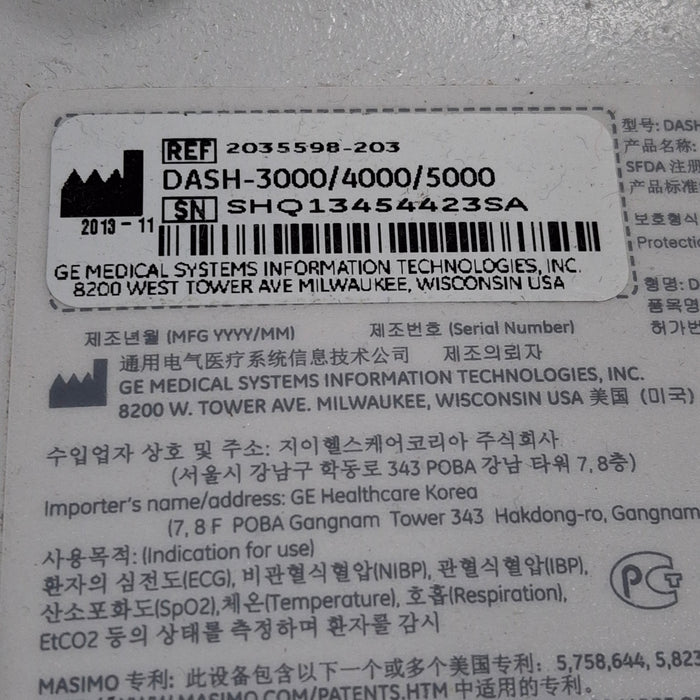 REF 2035598-203
DASH-3000/4000/5000
SN SHQ13454423SA
2013-11
GE MEDICAL SYSTEMS INFORMATION TECHNOLOGIES, INC.
8200 WEST TOWER AVE MILWAUKEE, WISCONSIN USA
型号: DASH
产品名称:
SFDA 注册
产品标准
보호형식
Protectio
형명: D
품목명
허가번
제조년월 (MFG YYYY/MM) 제조번호 (Serial Number)
通用电气医疗系统信息技术公司 제조의뢰자
GE MEDICAL SYSTEMS INFORMATION TECHNOLOGIES, INC.
8200 W. TOWER AVE. MILWAUKEE, WISCONSIN USA 美国 (미국)
수입업자 상호 및 주소: 지이헬스케어코리아 주식회사
(서울시 강남구 학동로 343 POBA 강남 타워 7, 8층)
Importer's name/address: GE Healthcare Korea
(7, 8 F POBA Gangnam Tower 343 Hakdong-ro, Gangnam
사용목적: (Indication for use)
환자의 심전도(ECG), 비관혈식혈압(NIBP), 관혈식혈압(IBP),
산소포화도(SpO2),체온(Temperature), 호흡(Respiration),
EtCO2 등의 상태를 측정하며 환자를 감시
PCT
MASIMO 专利: 此设备包含以下一个或多个美国专利: 5,758,644, 5,823
MASIMO.COM/PATENTS.HTM 中适用的专利.